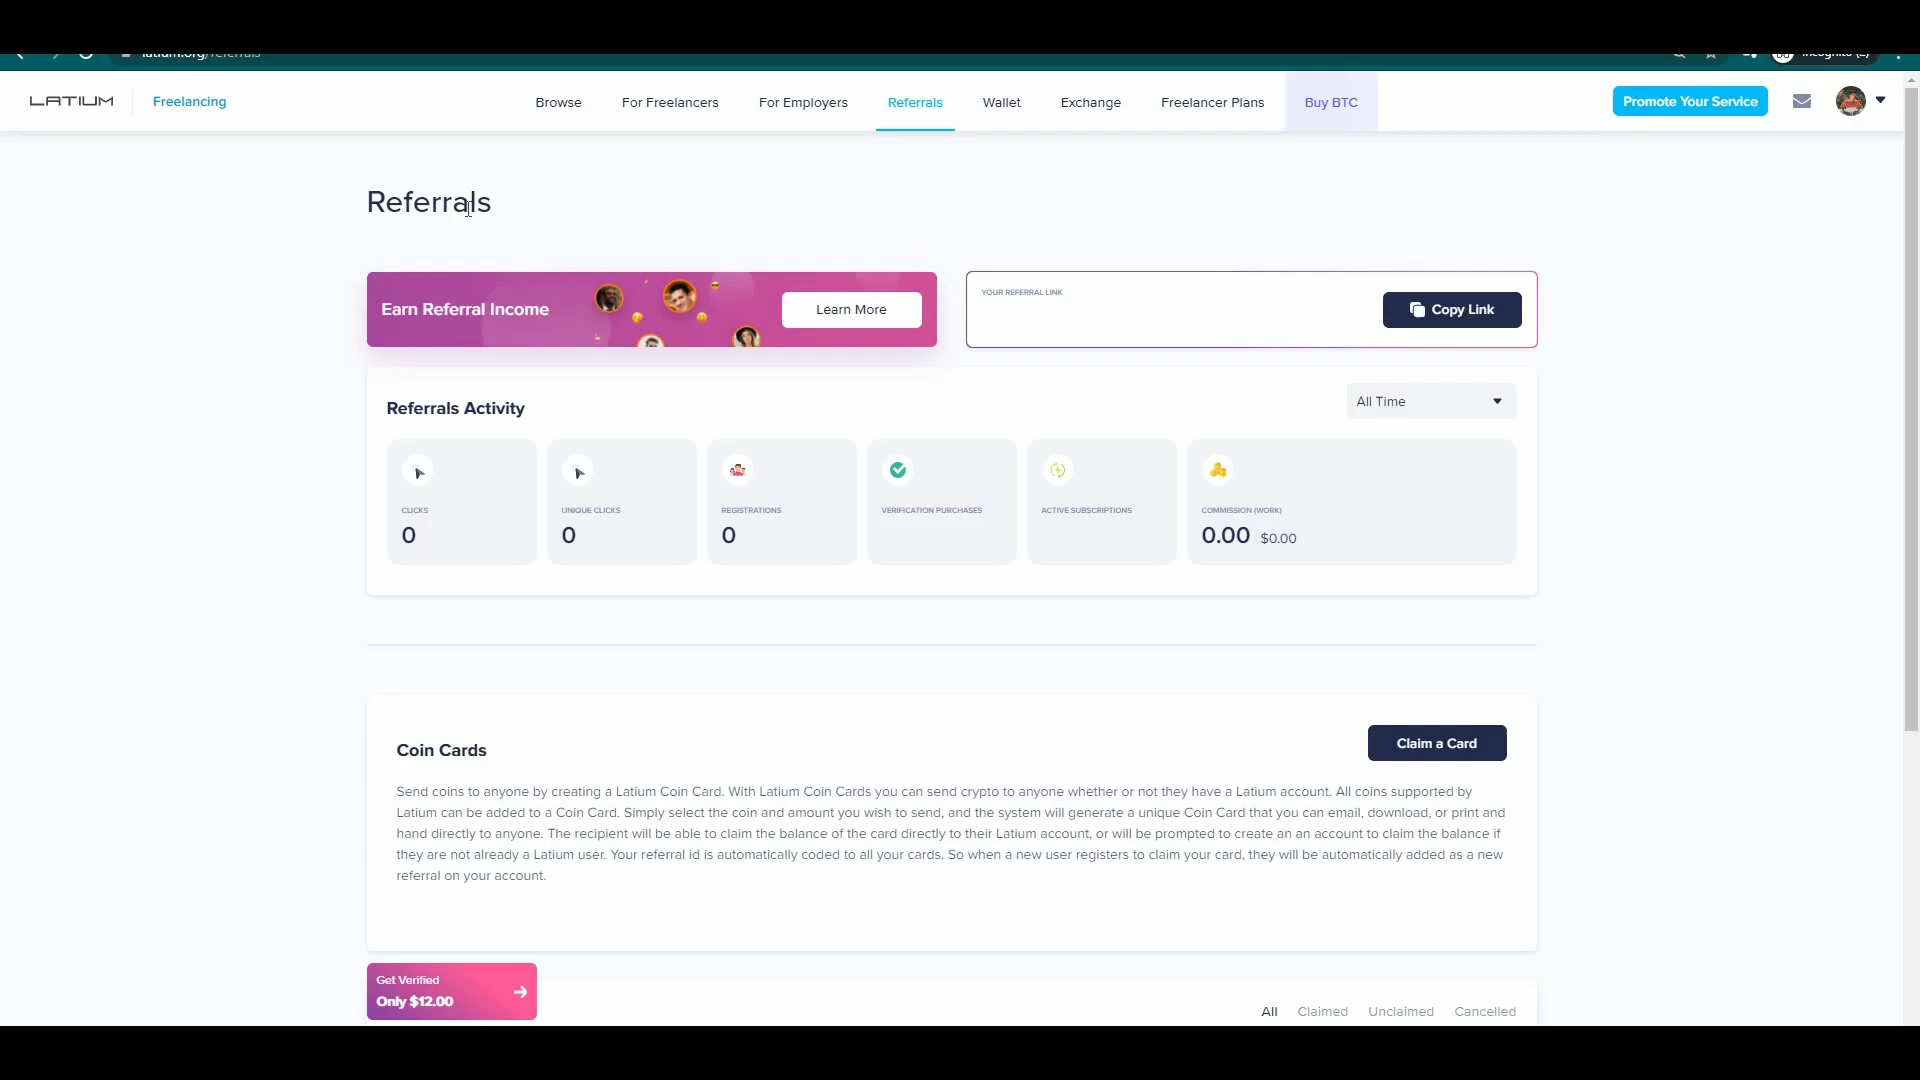 latium.org/referrals
Incognito (2)
LATIUM
Freelancing
Browse
For Freelancers
For Employers
Referrals
Wallet
Exchange
Freelancer Plans
Buy BTC
Promote Your Service
Referrals
Earn Referral Income
Learn More
YOUR REFERRAL LINK
Copy Link
Referrals Activity
All Time
CLICKS
0
UNIQUE CLICKS
0
REGISTRATIONS
0
VERIFICATION PURCHASES
ACTIVE SUBSCRIPTIONS
COMMISSION (WORK)
0.00 $0.00
Coin Cards
Claim a Card
Send coins to anyone by creating a Latium Coin Card. With Latium Coin Cards you can send crypto to anyone whether or not they have a Latium account. All coins supported by
Latium can be added to a Coin Card. Simply select the coin and amount you wish to send, and the system will generate a unique Coin Card that you can email, download, or print and
hand directly to anyone. The recipient will be able to claim the balance of the card directly to their Latium account, or will be prompted to create an an account to claim the balance if
they are not already a Latium user. Your referral id is automatically coded to all your cards. So when a new user registers to claim your card, they will be automatically added as a new
referral on your account.
Get Verified
Only $12.00
All
Claimed
Unclaimed
Cancelled